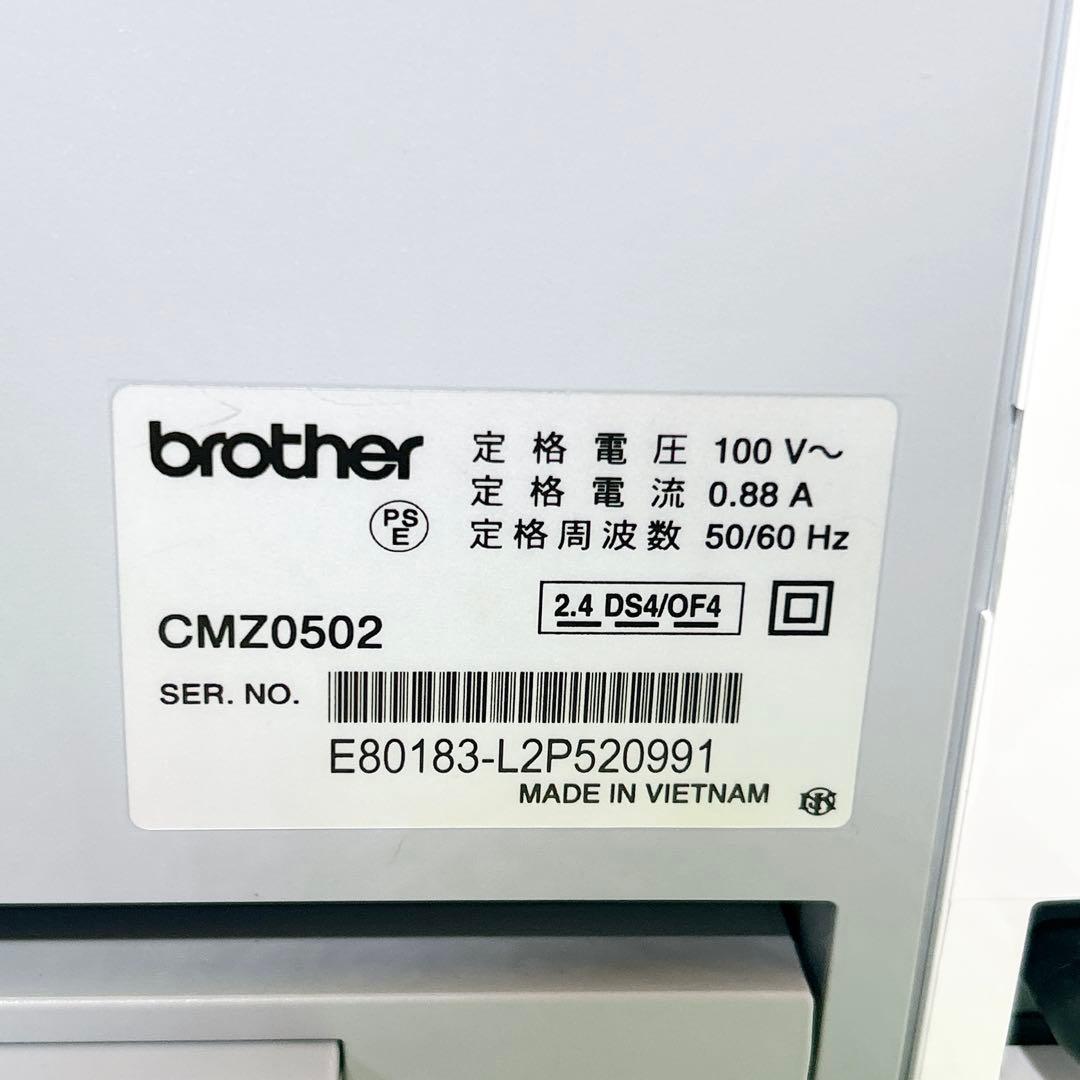 brother
定格電圧 100 V～
定格電流 0.88 A
定格周波数 50/60 Hz
PS
E
2.4 DS4/OF4
CMZ0502
SER. NO.
E80183-L2P520991
MADE IN VIETNAM